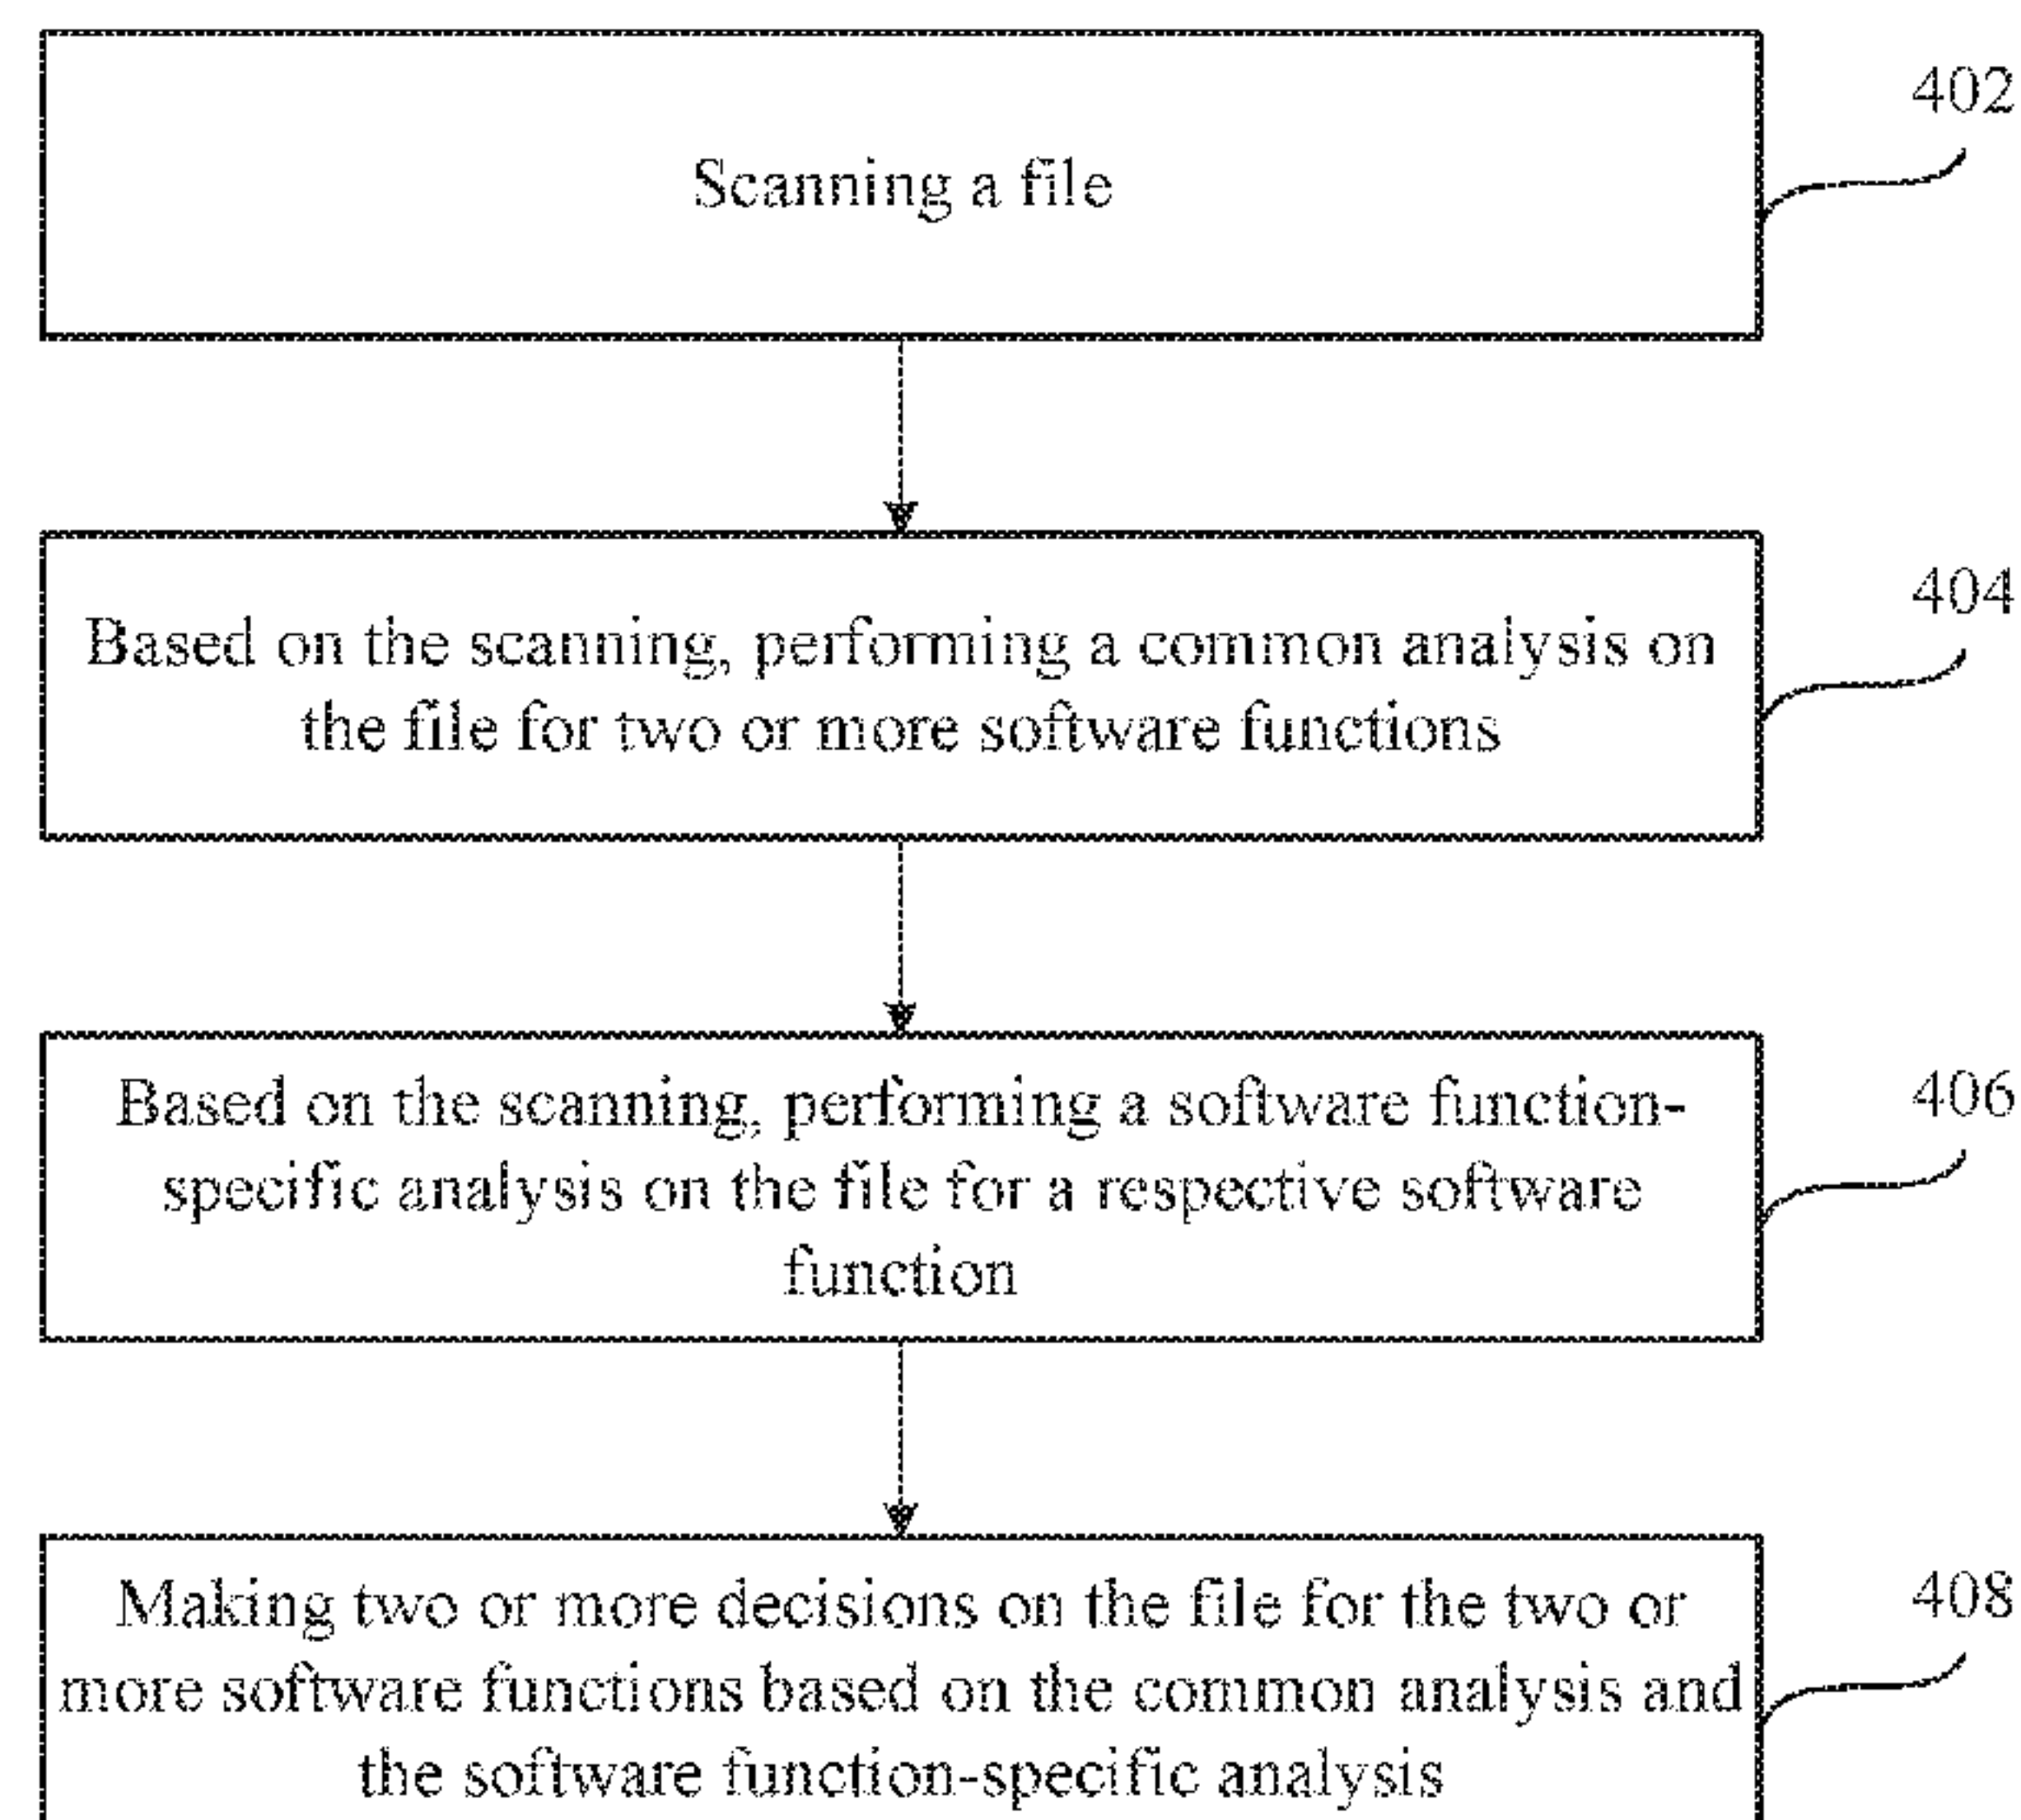 402
Scanning a file
404
Based on the scanning, performing a common analysis on
the file for two or more software functions
406
Based on the scanning, performing a software function-
specific analysis on the file for a respective software
function
408
Making two or more decisions on the file for the two or
more software functions based on the common analysis and
the software function-specific analysis